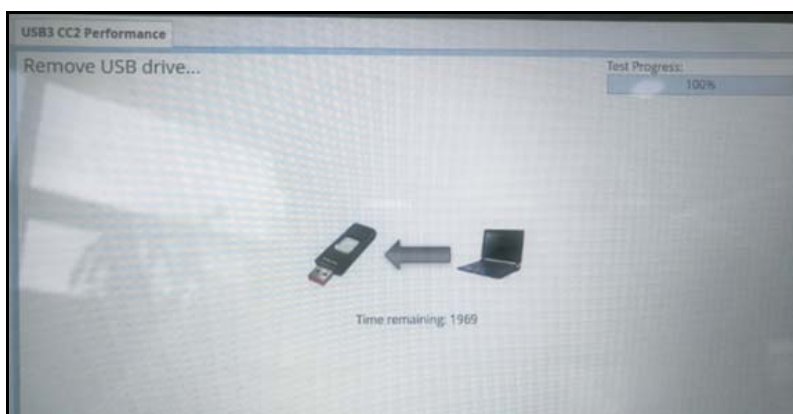 USB3 CC2 Performance
Remove USB drive...
Test Progress:
100%
Time remaining: 1969